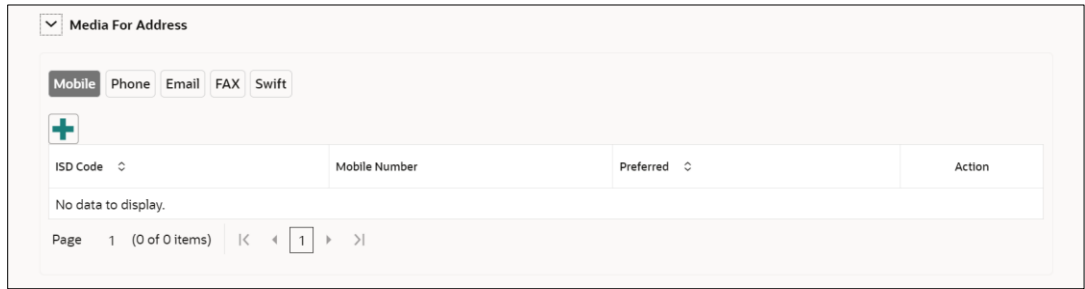 Media For Address
Mobile Phone Email FAX Swift
ISD Code Mobile Number Preferred Action
No data to display.
Page 1 (0 of 0 items) 1